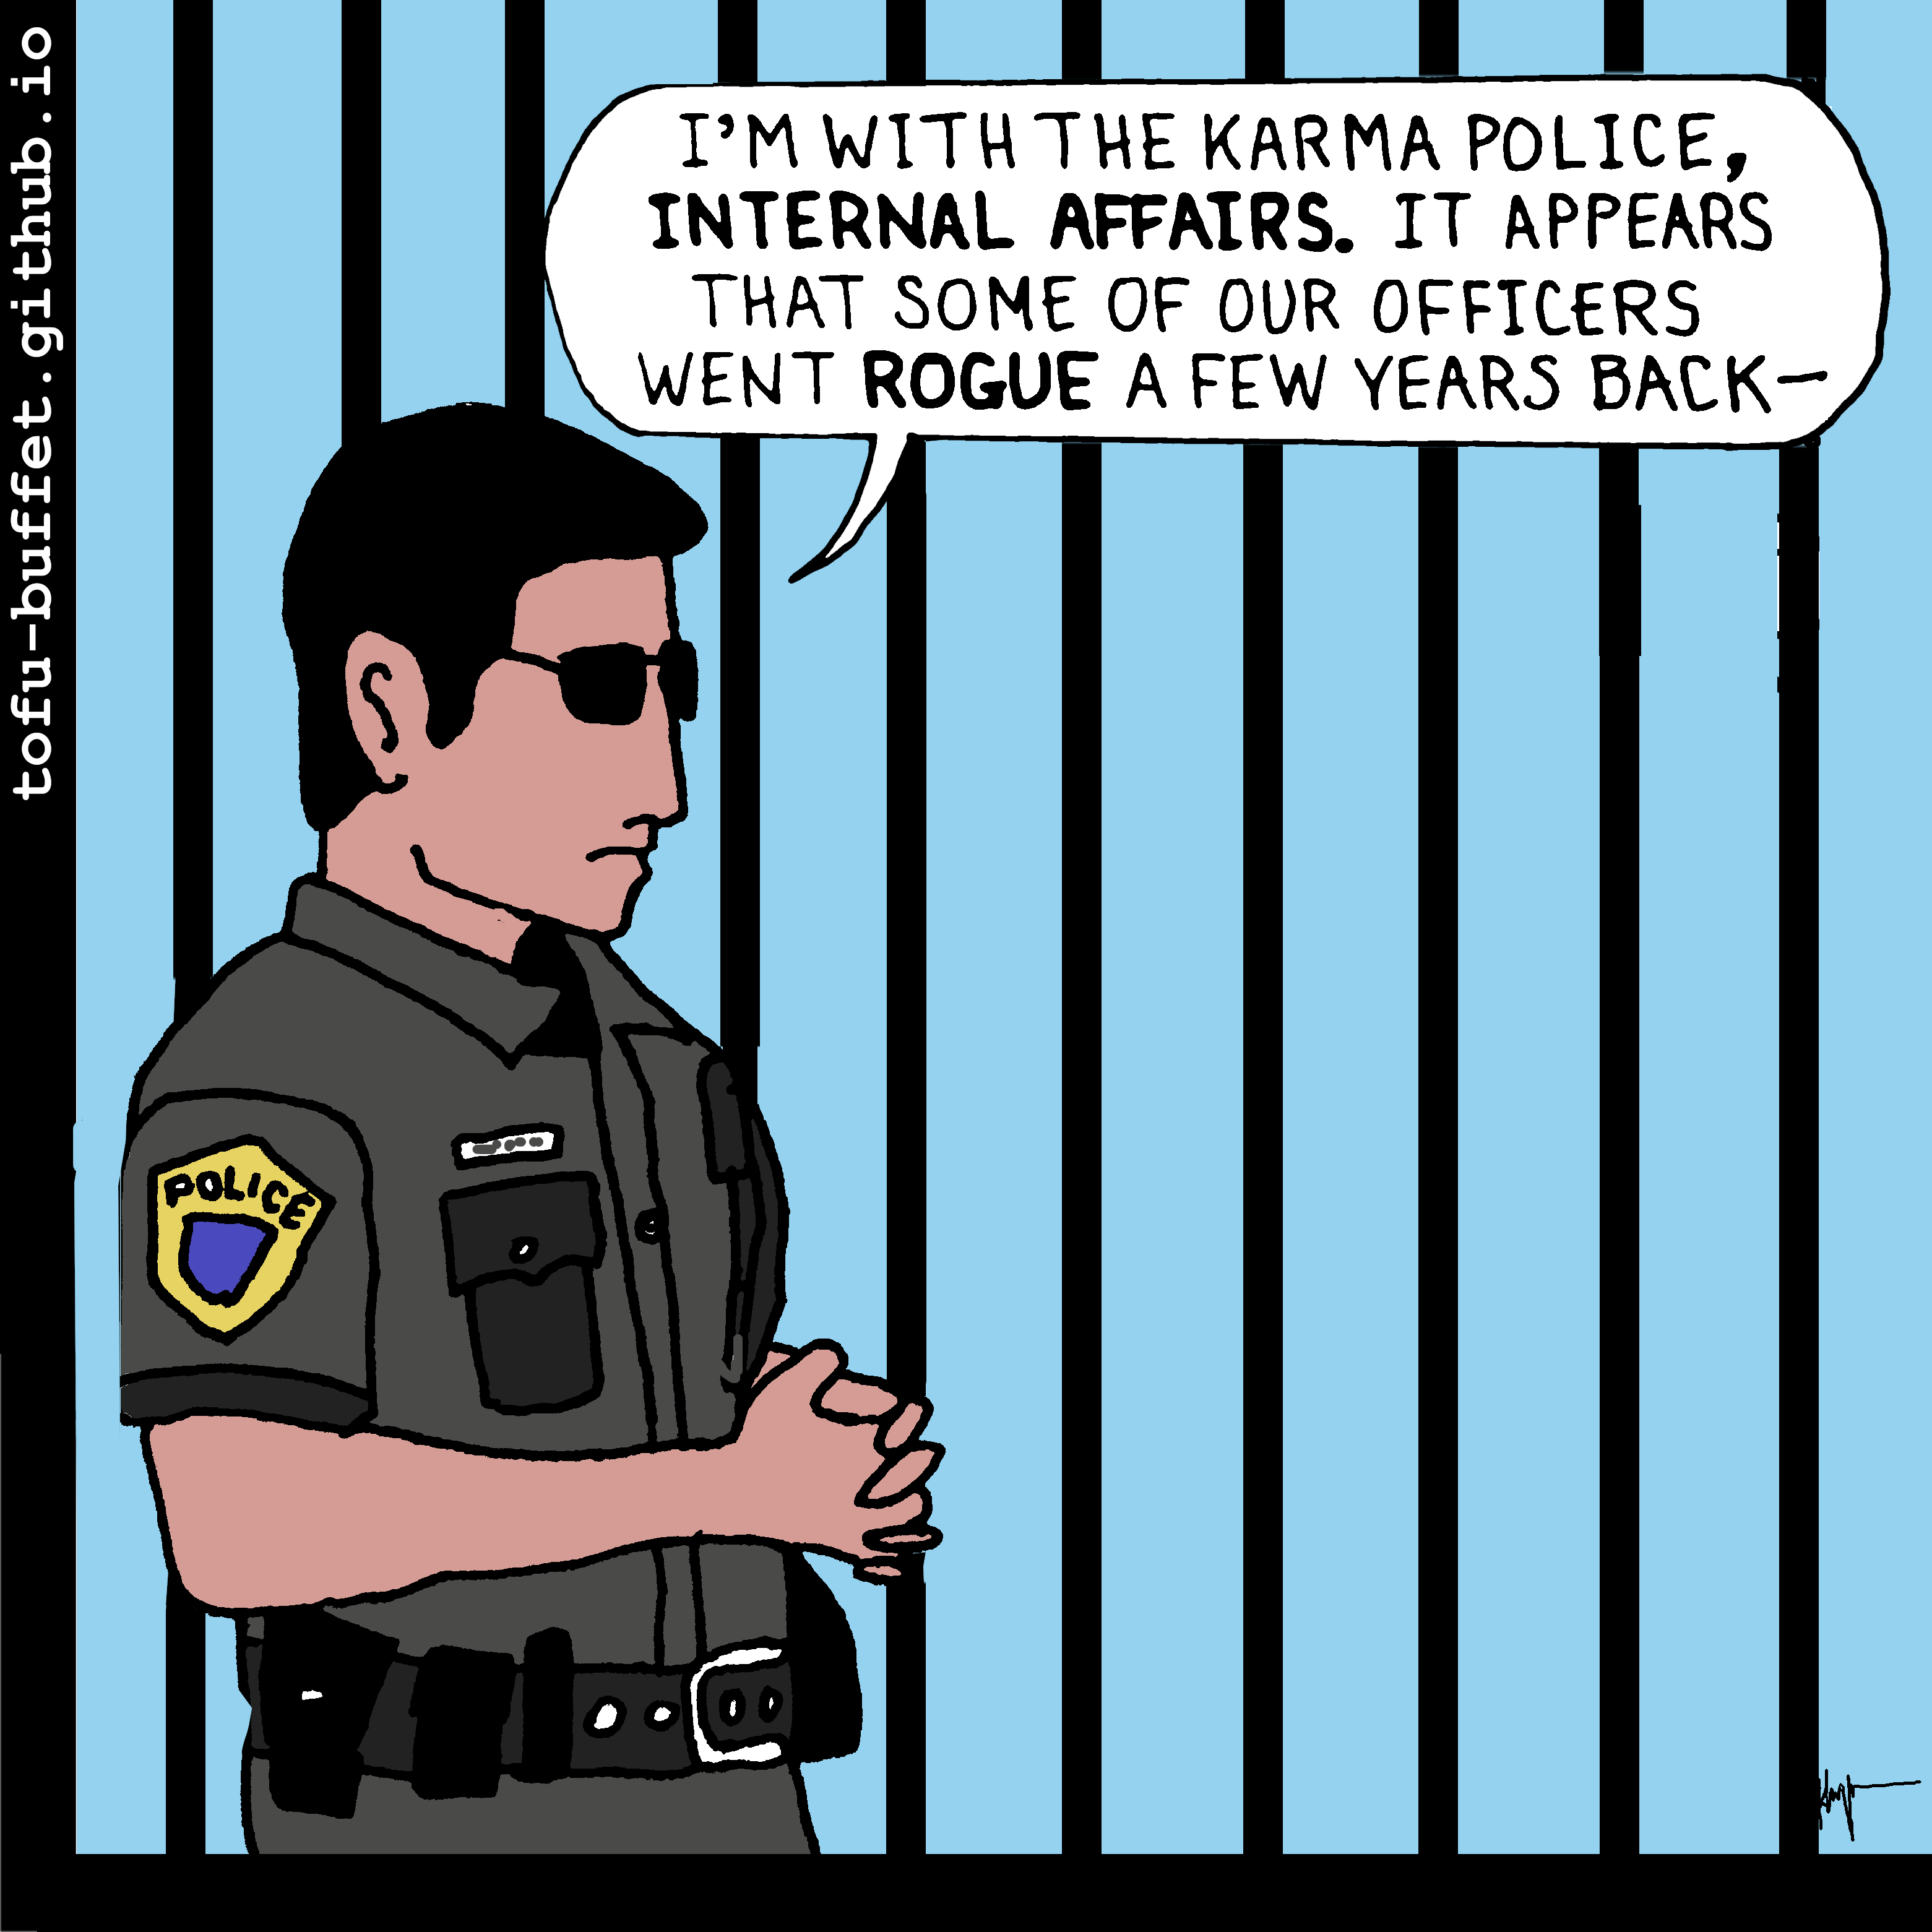 tofu-buffet.github.io
I'M WITH THE KARMA POLICE,
INTERNAL AFFAIRS. IT APPEARS
THAT SOME OF OUR OFFICERS
WENT ROGUE A FEW YEARS BACK—
POLICE